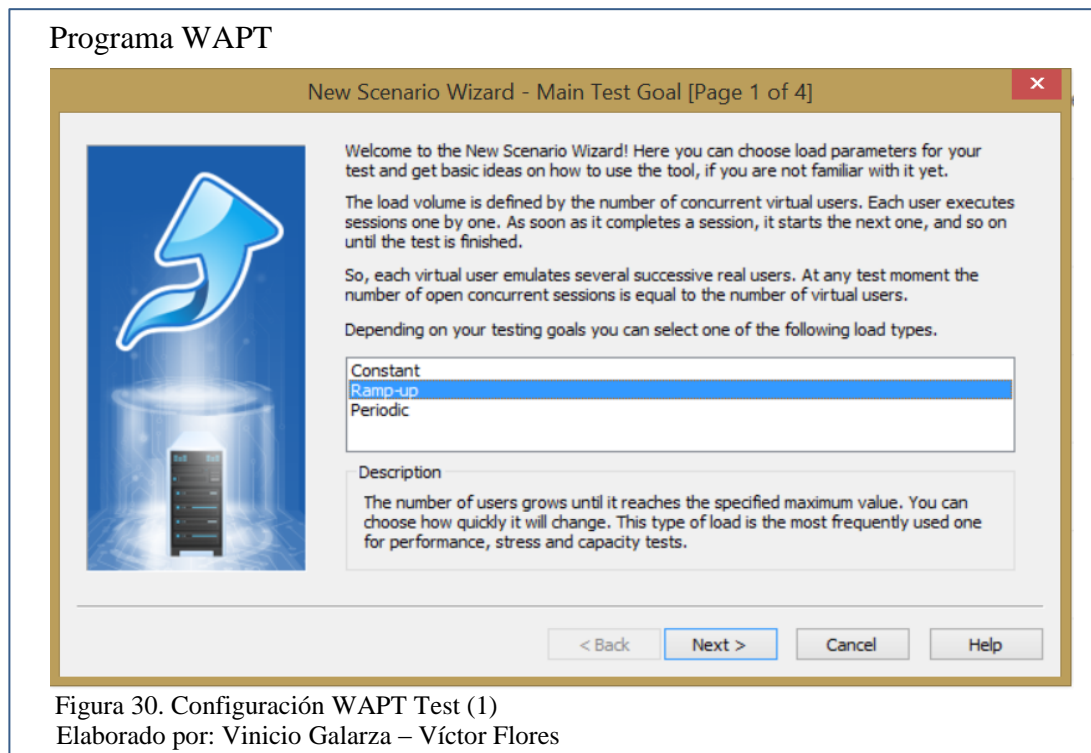 Programa WAPT
New Scenario Wizard - Main Test Goal [Page 1 of 4]
Welcome to the New Scenario Wizard! Here you can choose load parameters for your
test and get basic ideas on how to use the tool, if you are not familiar with it yet.
The load volume is defined by the number of concurrent virtual users. Each user executes
sessions one by one. As soon as it completes a session, it starts the next one, and so on
until the test is finished.
So, each virtual user emulates several successive real users. At any test moment the
number of open concurrent sessions is equal to the number of virtual users.
Depending on your testing goals you can select one of the following load types.
Constant
Ramp-up
Periodic
Description
The number of users grows until it reaches the specified maximum value. You can
choose how quickly it will change. This type of load is the most frequently used one
for performance, stress and capacity tests.
< Back Next > Cancel Help
Figura 30. Configuración WAPT Test (1)
Elaborado por: Vinicio Galarza – Víctor Flores